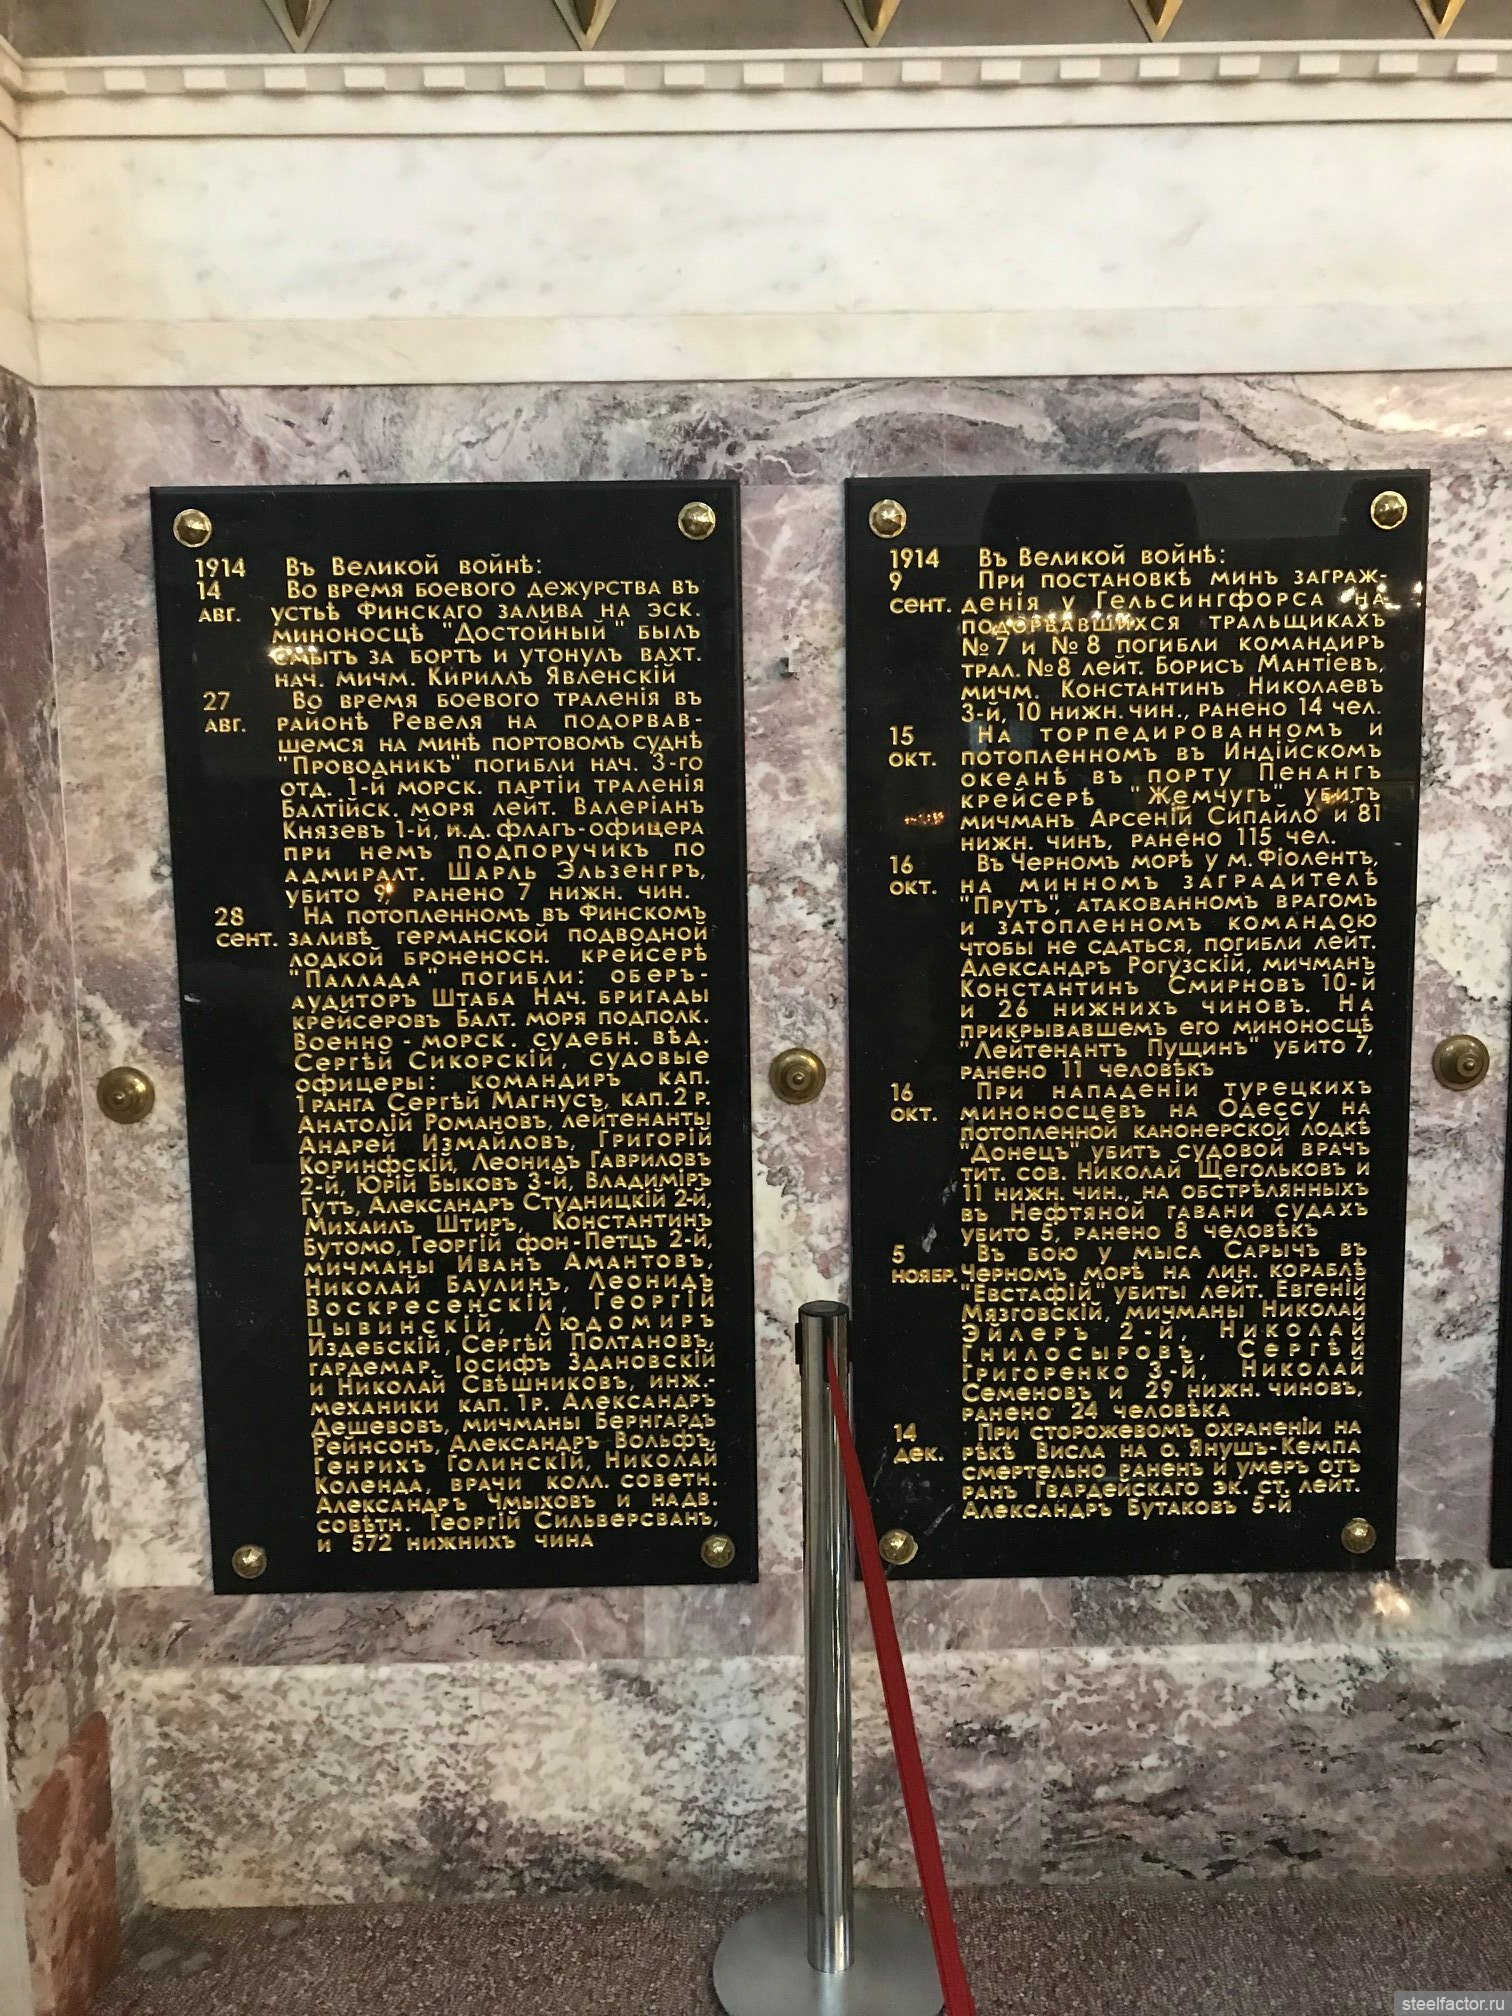 1914 Въ Великой войнѣ:
14 Во время боевого дежурства въ
авг. устьѣ Финскаго залива на эск.
миноносцѣ "Достойный" былъ
смытъ за бортъ и утонулъ вахт.
нач. мичм. Кириллъ Явленскій
27 Во время боевого траленія въ
авг. районѣ Ревеля на подорвав-
шемся на минѣ портовомъ суднѣ
"Проводникъ" погибли нач. 3-го
отд. 1-й морск. партіи траленія
Балтійск. моря лейт. Валеріанъ
Князевъ 1-й, и.д. флагъ-офицера
при немъ подпоручикъ по
адмиралт. Шарль Эльзенгръ,
убито 9, ранено 7 нижн. чин.
28 На потопленномъ въ Финскомъ
сент. заливѣ германской подводной
лодкой броненосн. крейсерѣ
"Паллада" погибли: оберъ-
аудиторъ Штаба Нач. бригады
крейсеровъ Балт. моря подполк.
Военно-морск. судебн. вѣд.
Сергѣй Сикорскій, судовые
офицеры: командиръ кап.
1 ранга Сергѣй Магнусъ, кап. 2 р.
Анатолій Романовъ, лейтенанты
Андрей Измайловъ, Григорій
Коринфскій, Леонидъ Гавриловъ
2-й, Юрій Быковъ 3-й, Владиміръ
Гутъ, Александръ Студницкій 2-й,
Михаилъ Штиръ, Константинъ
Бутомо, Георгій фон-Петцъ 2-й,
мичманы Иванъ Амантовъ,
Николай Баулинъ, Леонидъ
Воскресенскій, Георгій
Цывинскій, Людомиръ
Издебскій, Сергѣй Полтановъ,
гардемар. Іосифъ Здановскій
и Николай Свѣшниковъ, инж.-
механики кап. 1 р. Александръ
Дешевовъ, мичманы Бернгардъ
Рейнсонъ, Александръ Вольфъ,
Генрихъ Голинскій, Николай
Коленда, врачи колл. советн.
Александръ Чмыховъ и надв.
совѣтн. Георгій Сильверсванъ,
и 572 нижнихъ чина
1914 Въ Великой войнѣ:
9 При постановкѣ минъ заграж-
сент. денія у Гельсингфорса на
подорвавшихся тральщикахъ
№7 и №8 погибли командиръ
трал. №8 лейт. Борисъ Мантіевъ,
мичм. Константинъ Николаевъ
3-й, 10 нижн. чин., ранено 14 чел.
15 На торпедированномъ и
окт. потопленномъ въ Индійскомъ
океанѣ въ порту Пенангъ
крейсерѣ "Жемчугъ" убитъ
мичманъ Арсеній Сипайло и 81
нижн. чинъ, ранено 115 чел.
16 Въ Черномъ морѣ у м. Фіолентъ,
окт. на минномъ заградителѣ
"Прутъ", атакованномъ врагомъ
и затопленномъ командою
чтобы не сдаться, погибли лейт.
Александръ Рогузскій, мичманъ
Константинъ Смирновъ 10-й
и 26 нижнихъ чиновъ. На
прикрывавшемъ его миноносцѣ
"Лейтенантъ Пущинъ" убито 7,
ранено 11 человѣкъ
16 При нападеніи турецкихъ
окт. миноносцевъ на Одессу на
потопленной канонерской лодкѣ
"Донец" убитъ судовой врачъ
тит. сов. Николай Щегольковъ и
11 нижн. чин., на обстрѣлянныхъ
въ Нефтяной гавани судахъ
убито 5, ранено 8 человѣкъ
5 Въ бою у мыса Сарычъ въ
ноябр. Черномъ морѣ на лин. кораблѣ
"Евстафій" убиты лейт. Евгеній
Мязговскій, мичманы Николай
Эйлеръ 2-й, Николай
Гнилосыровъ, Сергѣй
Григоренко 3-й, Николай
Семеновъ и 29 нижн. чиновъ,
ранено 24 человѣка
14 При сторожевомъ охраненіи на
дек. рѣкѣ Висла на о. Янушъ-Кемпа
смертельно раненъ и умеръ отъ
ранъ Гвардейскаго эк. ст. лейт.
Александръ Бутаковъ 5-й
steelfactor.ru